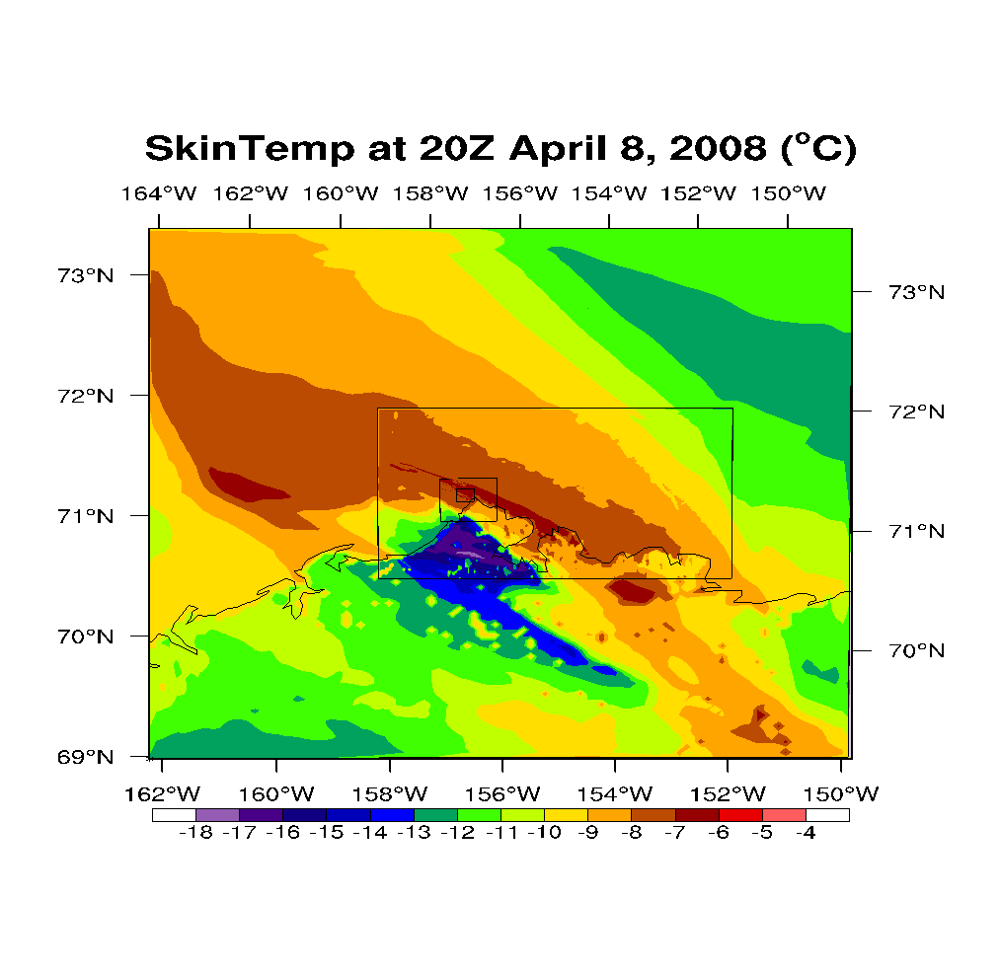 SkinTemp at 20Z April 8, 2008 (°C)
164°W 162°W 160°W 158°W 156°W 154°W 152°W 150°W
73°N 73°N
72°N 72°N
71°N 71°N
70°N 70°N
69°N
162°W 160°W 158°W 156°W 154°W 152°W 150°W
-18 -17 -16 -15 -14 -13 -12 -11 -10 -9 -8 -7 -6 -5 -4